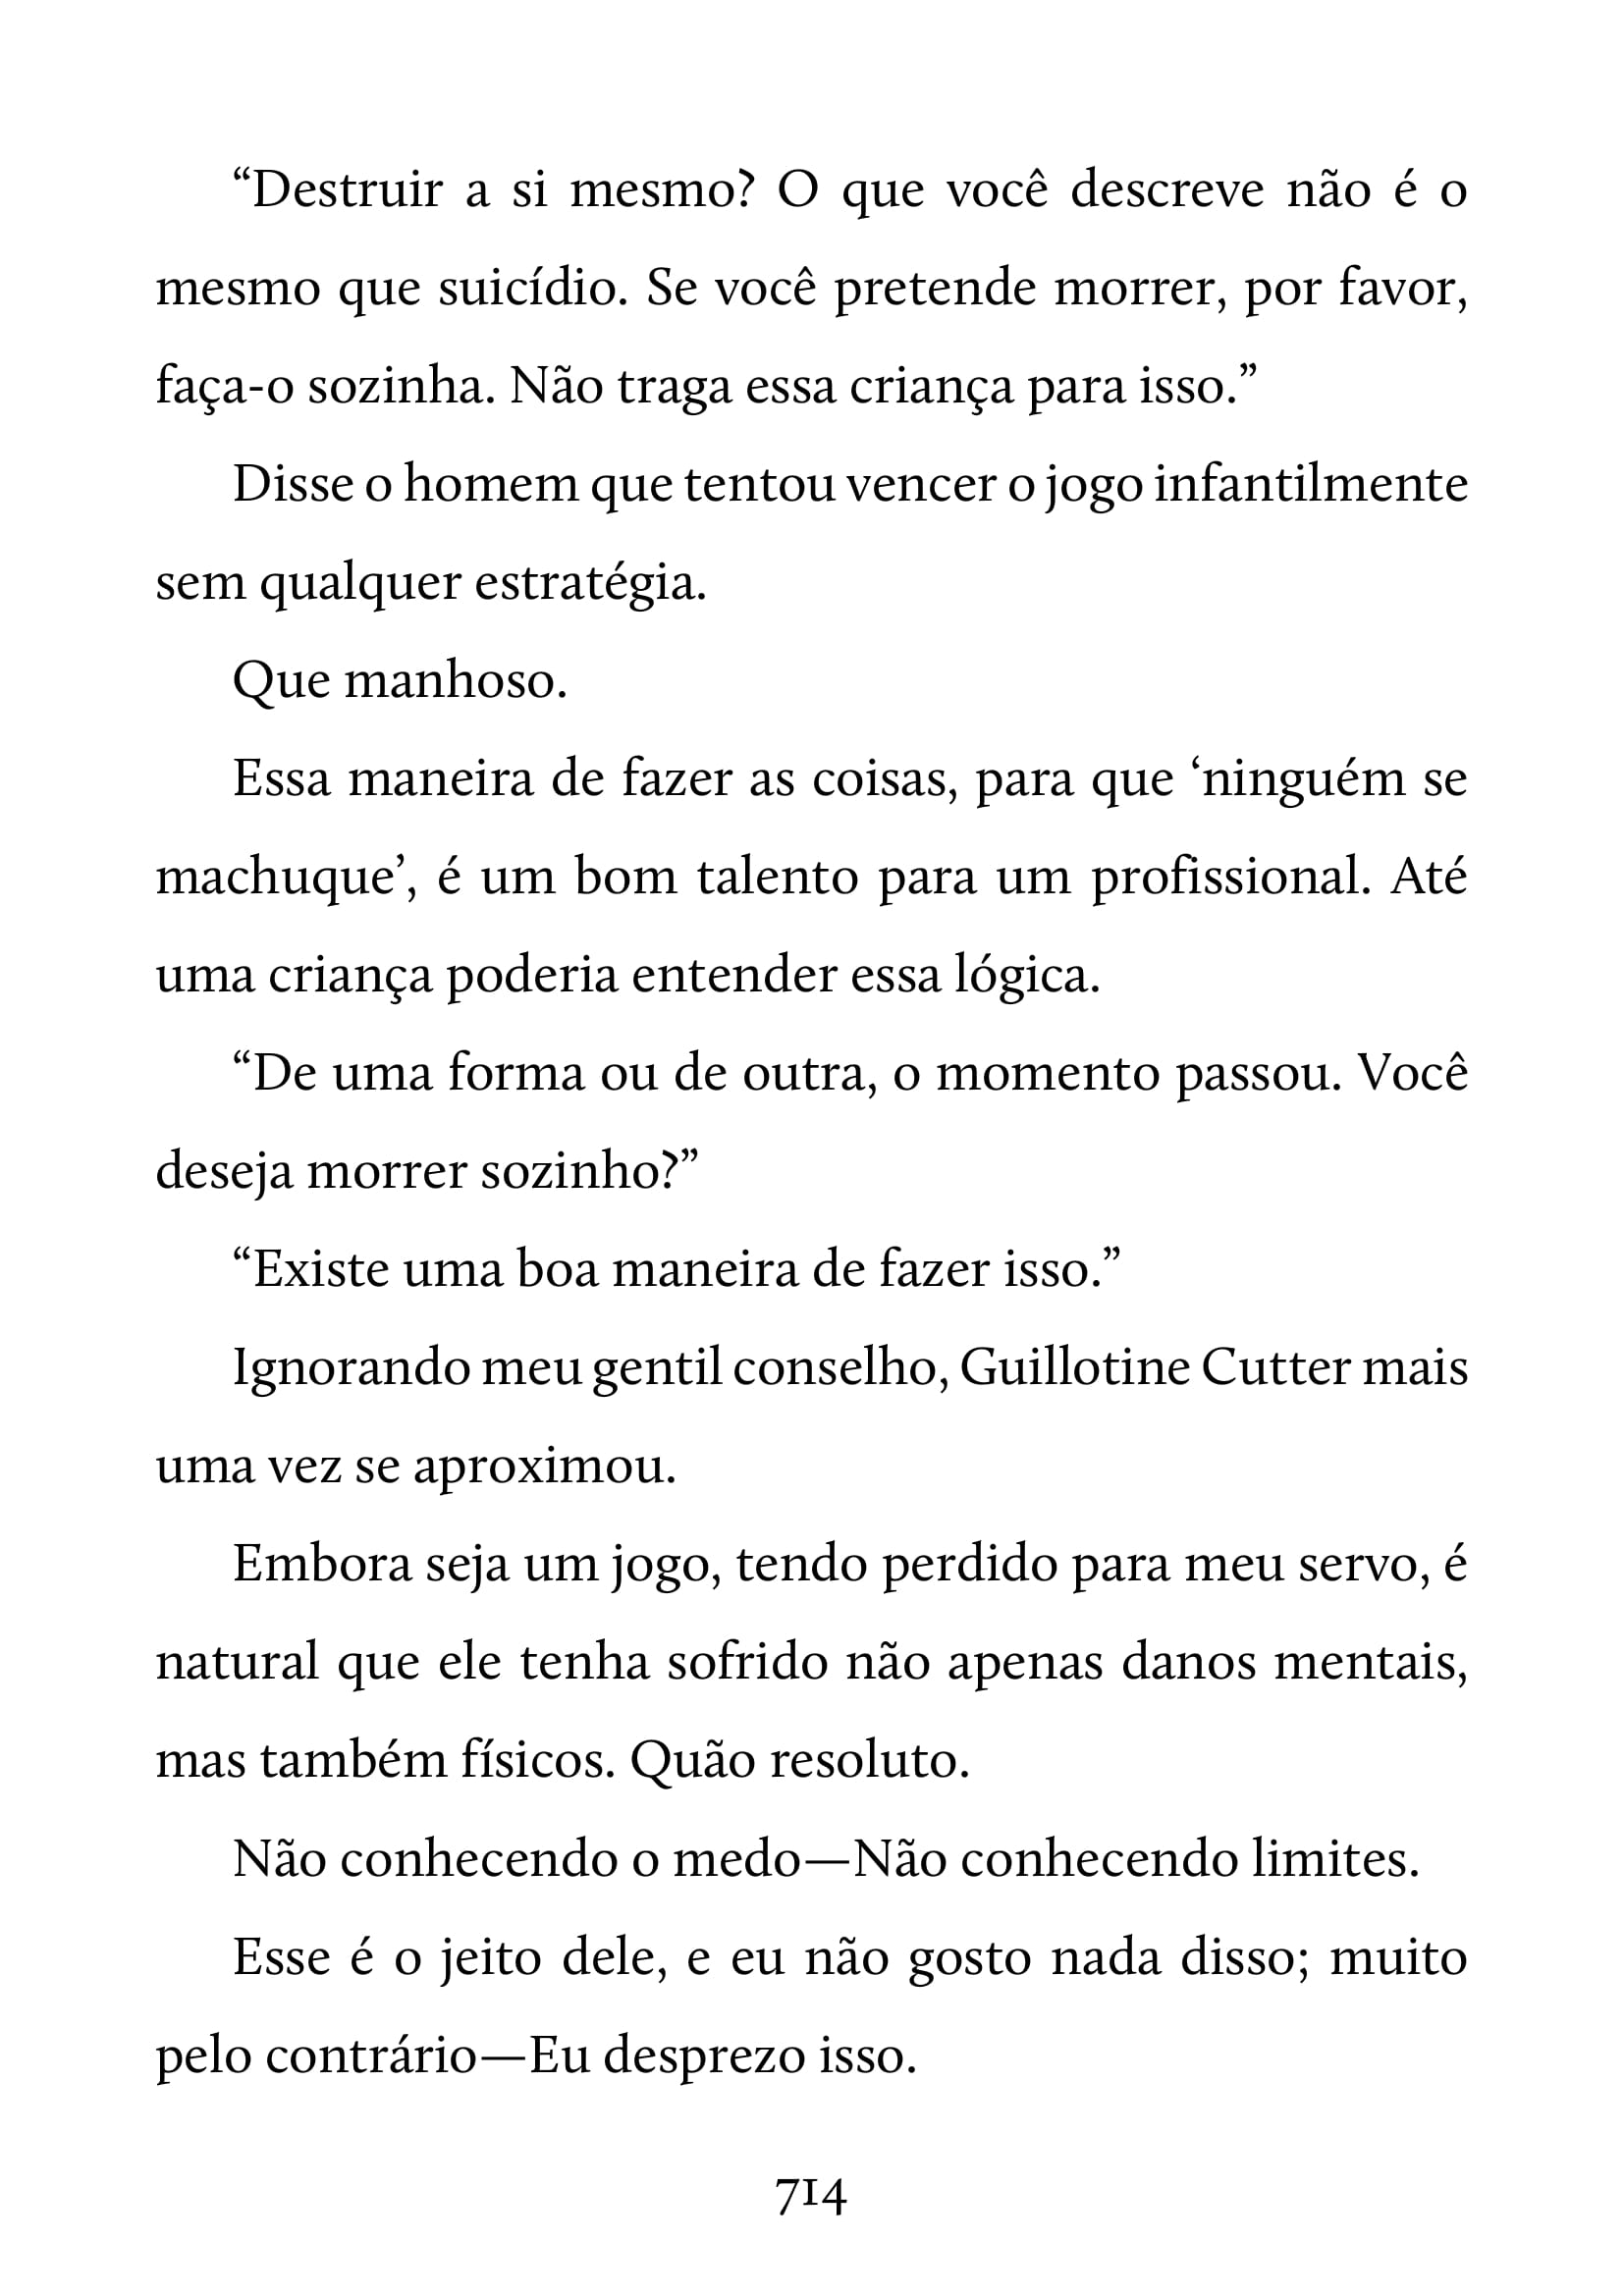 “Destruir a si mesmo? O que você descreve não é o
mesmo que suicídio. Se você pretende morrer, por favor,
faça-o sozinha. Não traga essa criança para isso.”
Disse o homem que tentou vencer o jogo infantilmente
sem qualquer estratégia.
Que manhoso.
Essa maneira de fazer as coisas, para que ‘ninguém se
machuque’, é um bom talento para um profissional. Até
uma criança poderia entender essa lógica.
“De uma forma ou de outra, o momento passou. Você
deseja morrer sozinho?”
“Existe uma boa maneira de fazer isso.”
Ignorando meu gentil conselho, Guillotine Cutter mais
uma vez se aproximou.
Embora seja um jogo, tendo perdido para meu servo, é
natural que ele tenha sofrido não apenas danos mentais,
mas também físicos. Quão resoluto.
Não conhecendo o medo—Não conhecendo limites.
Esse é o jeito dele, e eu não gosto nada disso; muito
pelo contrário—Eu desprezo isso.
714